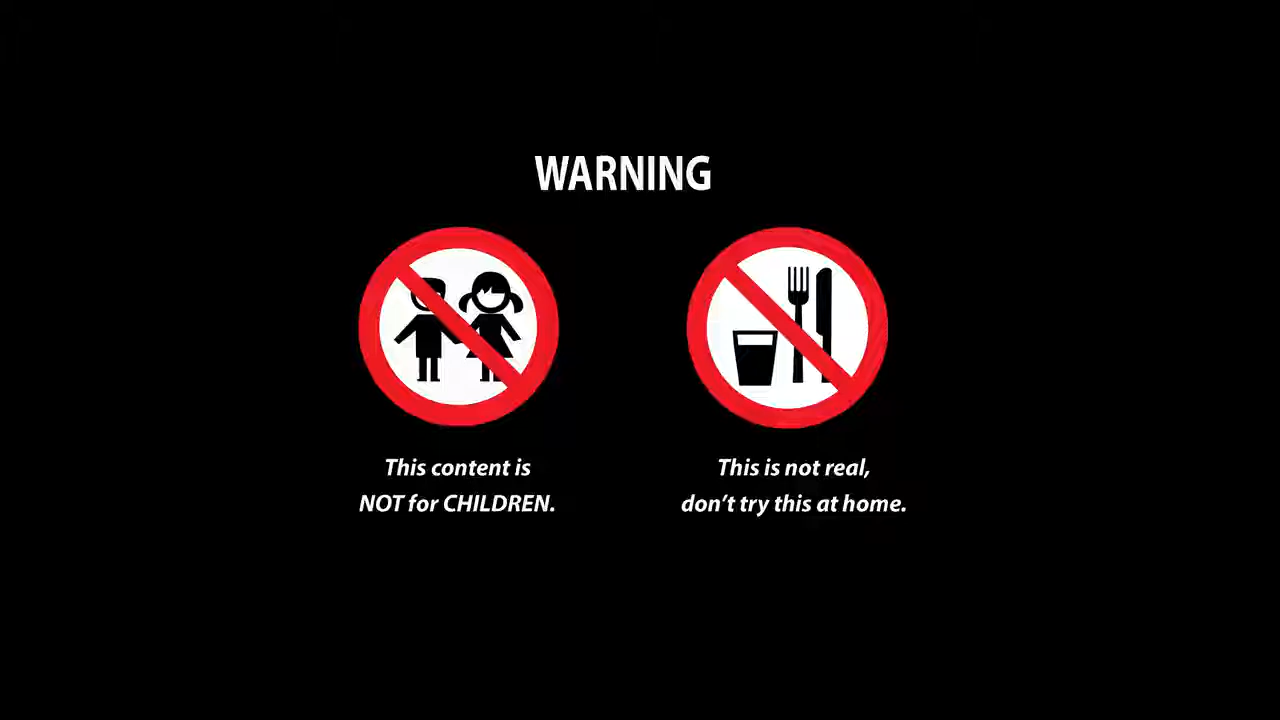 WARNING
This content is
NOT for CHILDREN.
This is not real,
don't try this at home.